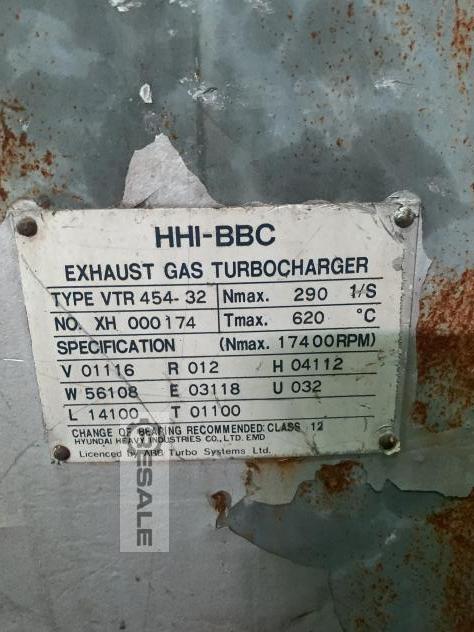 HHI-BBC
EXHAUST GAS TURBOCHARGER
TYPE VTR 454-32 Nmax. 290 1/S
NO. XH 000174 Tmax. 620 °C
SPECIFICATION (Nmax. 17400RPM)
V 01116 R 012 H 04112
W 56108 E 03118 U 032
L 14100 T 01100
CHANGE OF BEARING RECOMMENDED: CLASS 12
HYUNDAI HEAVY INDUSTRIES CO., LTD. EMD
Licenced by ABB Turbo Systems Ltd.
ESALE